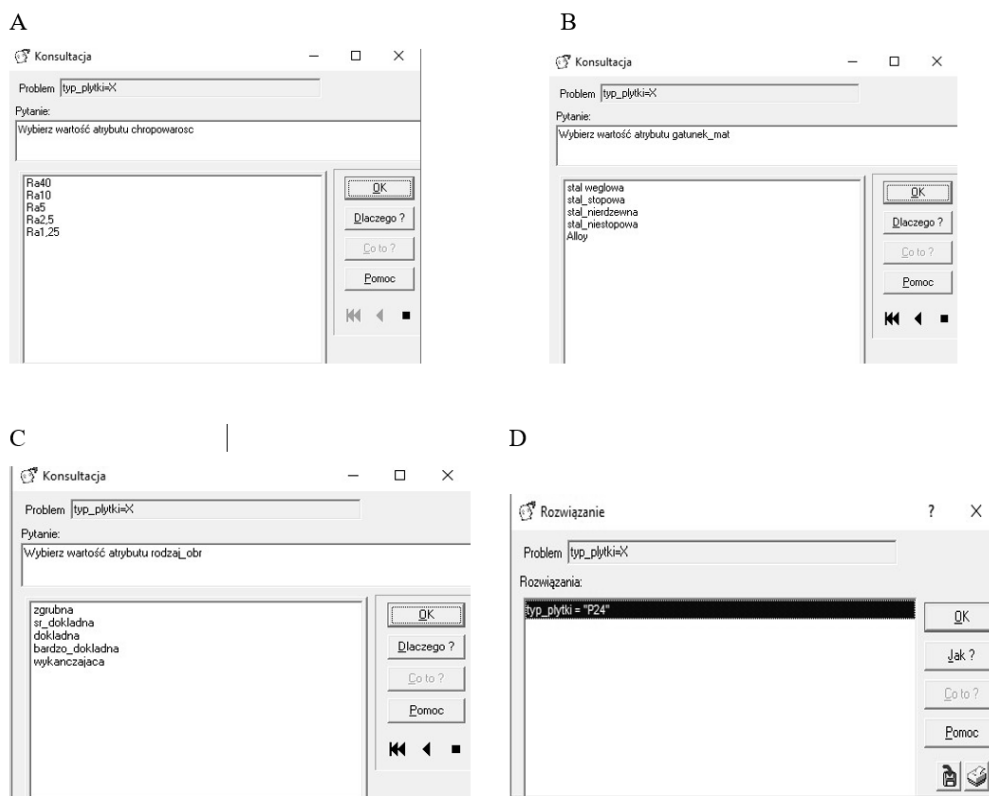 A
Konsultacja
Problem typ_plytki=X
Pytanie:
Wybierz wartość atrybutu chropowarosc
Ra40
Ra10
Ra5
Ra2,5
Ra1,25
OK
Dlaczego ?
Co to ?
Pomoc
B
Konsultacja
Problem typ_plytki=X
Pytanie:
Wybierz wartość atrybutu gatunek_mat
stal weglowa
stal_stopowa
stal_nierdzewna
stal_niestopowa
Alloy
OK
Dlaczego ?
Co to ?
Pomoc
C
Konsultacja
Problem typ_plytki=X
Pytanie:
Wybierz wartość atrybutu rodzaj_obr
zgrubna
sr_dokladna
dokladna
bardzo_dokladna
wykanczajaca
OK
Dlaczego ?
Co to ?
Pomoc
D
Rozwiązanie
?
Problem typ_plytki=X
Rozwiązania:
typ_plytki = "P24"
OK
Jak ?
Co to ?
Pomoc